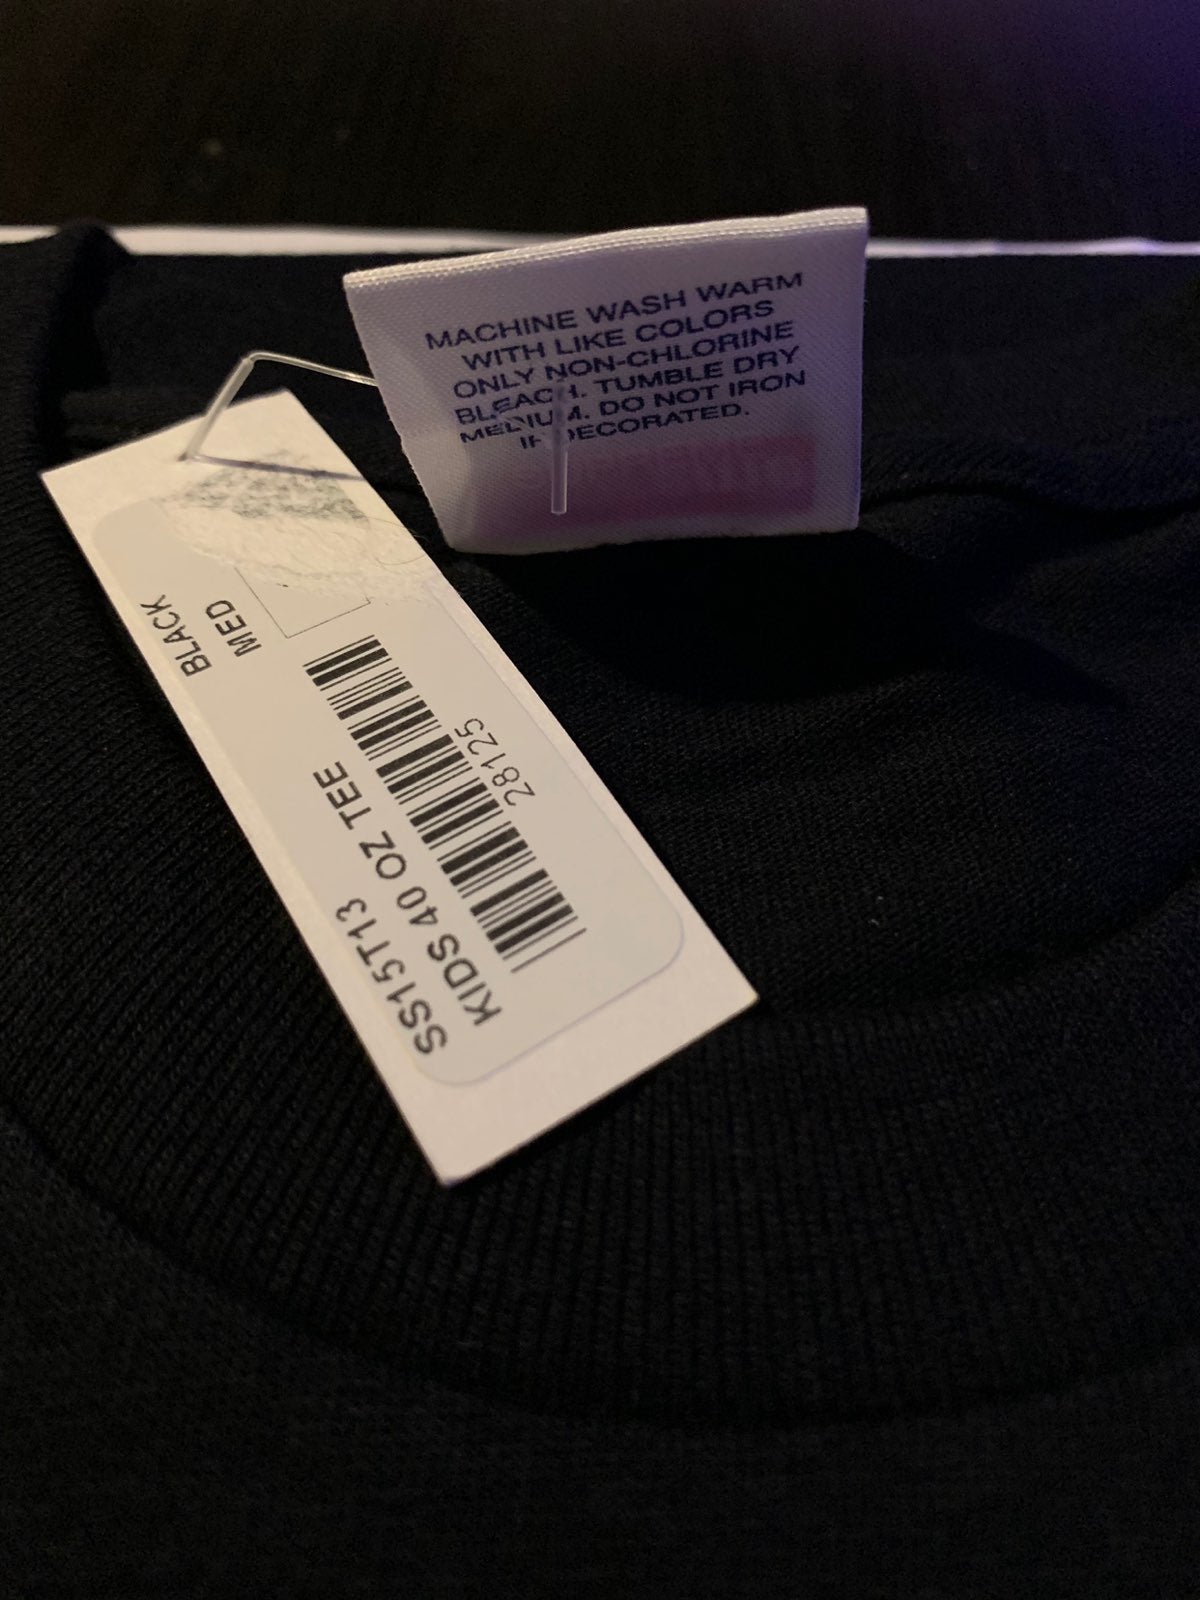 MACHINE WASH WARM
WITH LIKE COLORS
ONLY NON-CHLORINE
BLEACH. TUMBLE DRY
MEDIUM. DO NOT IRON
IF DECORATED.
SS15T13
KIDS 40 OZ TEE
28125
BLACK
MED